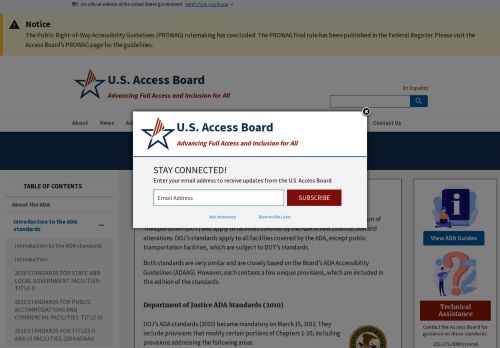 An official website of the United States government Here's how you know
Notice
The Public Right-of-Way Accessibility Guidelines (PROWAG) rulemaking has concluded. The PROWAG final rule has been published in the Federal Register. Please visit the
Access Board's PROWAG page for the guidelines.
U.S. Access Board
Advancing Full Access and Inclusion for All
En Español
About News
Contact Us
U.S. Access Board
Advancing Full Access and Inclusion for All
STAY CONNECTED!
Enter your email address to receive updates from the U.S. Access Board.
Email Address
SUBSCRIBE
Not Interested Remind Me Later
TABLE OF CONTENTS
About the ADA
Introduction to the ADA
standards
Introduction to the ADA standards
Introduction
2010 STANDARDS FOR STATE AND
LOCAL GOVERNMENT FACILITIES:
TITLE II
2010 STANDARDS FOR PUBLIC
ACCOMMODATIONS AND
COMMERCIAL FACILITIES: TITLE III
2010 STANDARDS FOR TITLES II
AND III FACILITIES: 2004 ADAAG
alterations. DOJ's standards apply to all facilities covered by the ADA, except public
transportation facilities, which are subject to DOT's standards.
Both standards are very similar and are closely based on the Board's ADA Accessibility
Guidelines (ADAAG). However, each contains a few unique provisions, which are included in
this edition of the standards.
Department of Justice ADA Standards (2010)
DOJ's ADA standards (2010) became mandatory on March 15, 2012. They
include provisions that modify certain portions of Chapters 1-10, including
provisions addressing the following areas:
View ADA Guides
Technical
Assistance
Contact the Access Board for
guidance on these standards: